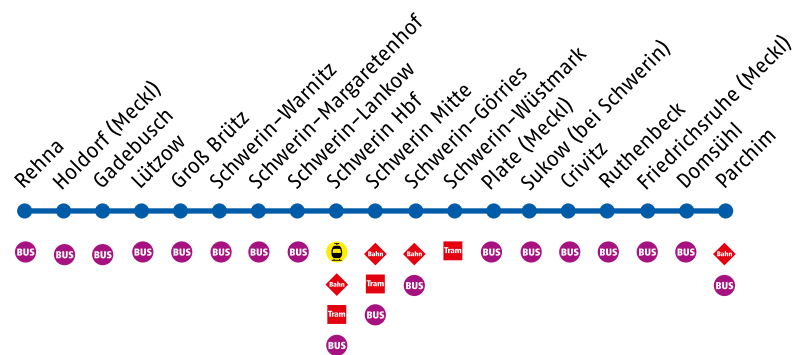 Rehna
Holdorf (Meckl)
Gadebusch
Lützow
Groß Brütz
Schwerin-Warnitz
Schwerin-Margaretenhof
Schwerin-Lankow
Schwerin Hbf
Schwerin Mitte
Schwerin-Görries
Schwerin-Wüstmark
Plate (Meckl)
Sukow (bei Schwerin)
Crivitz
Ruthenbeck
Friedrichsruhe (Meckl)
Domsühl
Parchim
BUS BUS BUS BUS BUS BUS BUS BUS Bahn Bahn Tram BUS BUS BUS BUS BUS BUS Bahn
Bahn Tram BUS BUS
Tram BUS
BUS